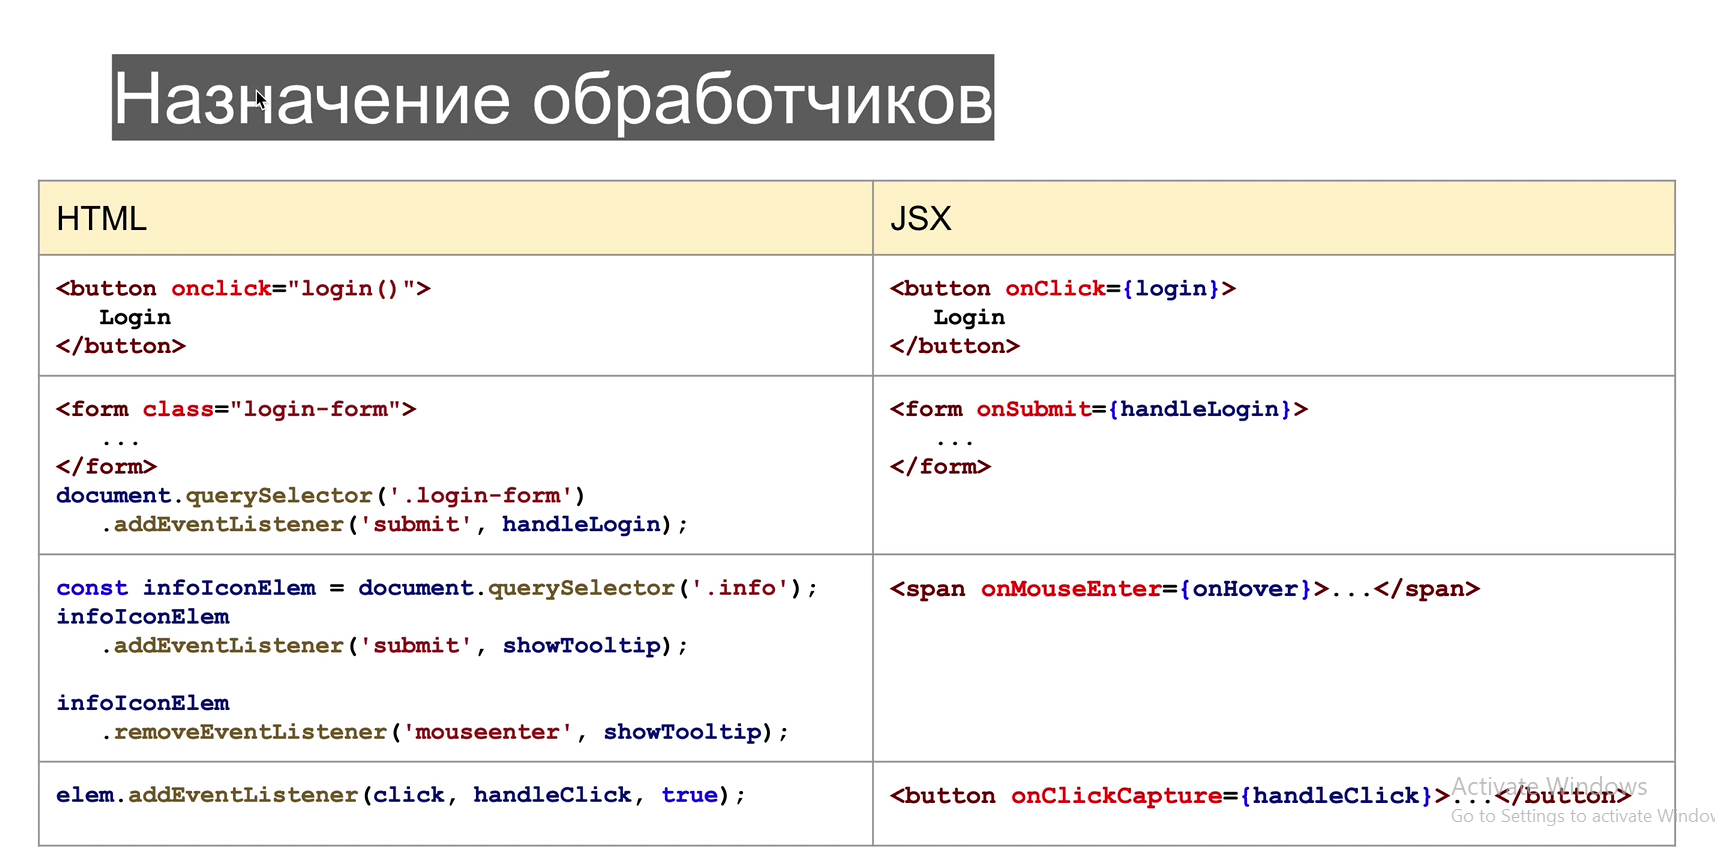 Назначение обработчиков
HTML
JSX
<button onclick="login()">
   Login
</button>
<button onClick={login}>
   Login
</button>
<form class="login-form">
   ...
</form>
document.querySelector('.login-form')
   .addEventListener('submit', handleLogin);
<form onSubmit={handleLogin}>
   ...
</form>
const infoIconElem = document.querySelector('.info');
infoIconElem
   .addEventListener('submit', showTooltip);
infoIconElem
   .removeEventListener('mouseenter', showTooltip);
<span onMouseEnter={onHover}>...</span>
elem.addEventListener(click, handleClick, true);
<button onClickCapture={handleClick}>...</button>
Activate Windows
Go to Settings to activate Window